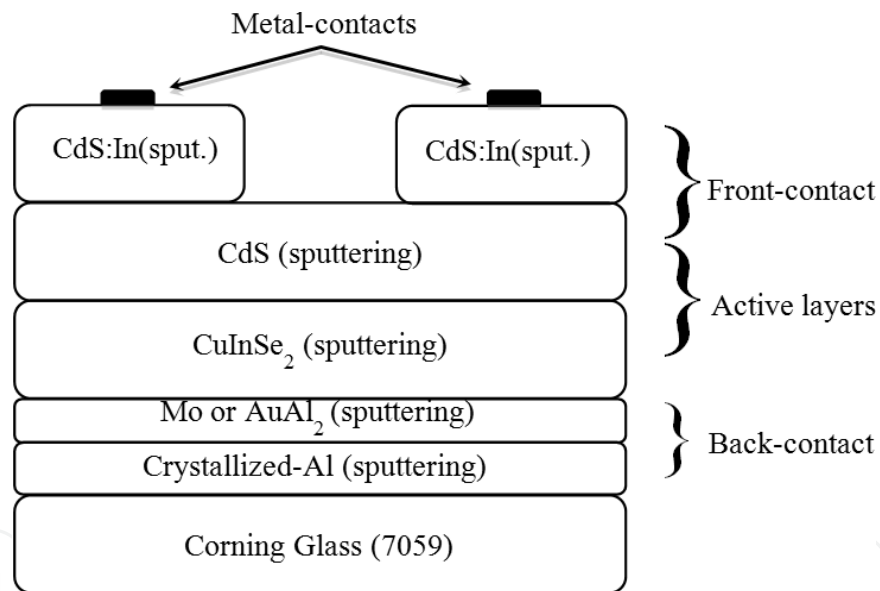 Metal-contacts
CdS:In(sput.)
CdS:In(sput.)
Front-contact
CdS (sputtering)
Active layers
CuInSe₂ (sputtering)
Mo or AuAl₂ (sputtering)
Back-contact
Crystallized-Al (sputtering)
Corning Glass (7059)